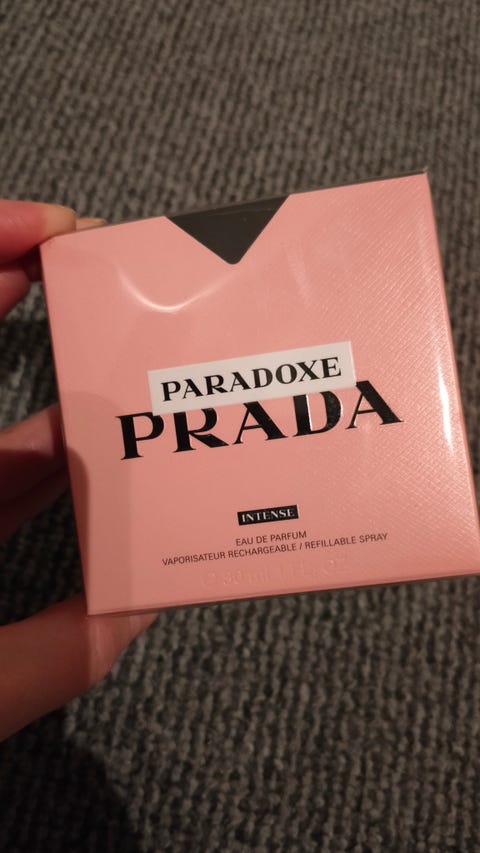 PARADOXE
PRADA
INTENSE
EAU DE PARFUM
VAPORISATEUR RECHARGEABLE / REFILLABLE SPRAY